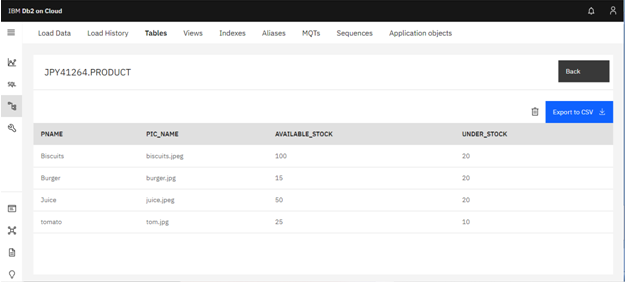 IBM Db2 on Cloud
Load Data Load History Tables Views Indexes Aliases MQTs Sequences Application objects
SQL
JPY41264.PRODUCT Back
Export to CSV
PNAME PIC_NAME AVAILABLE_STOCK UNDER_STOCK
Biscuits biscuits.jpeg 100 20
Burger burger.jpg 15 20
Juice juice.jpeg 50 20
tomato tom.jpg 25 10